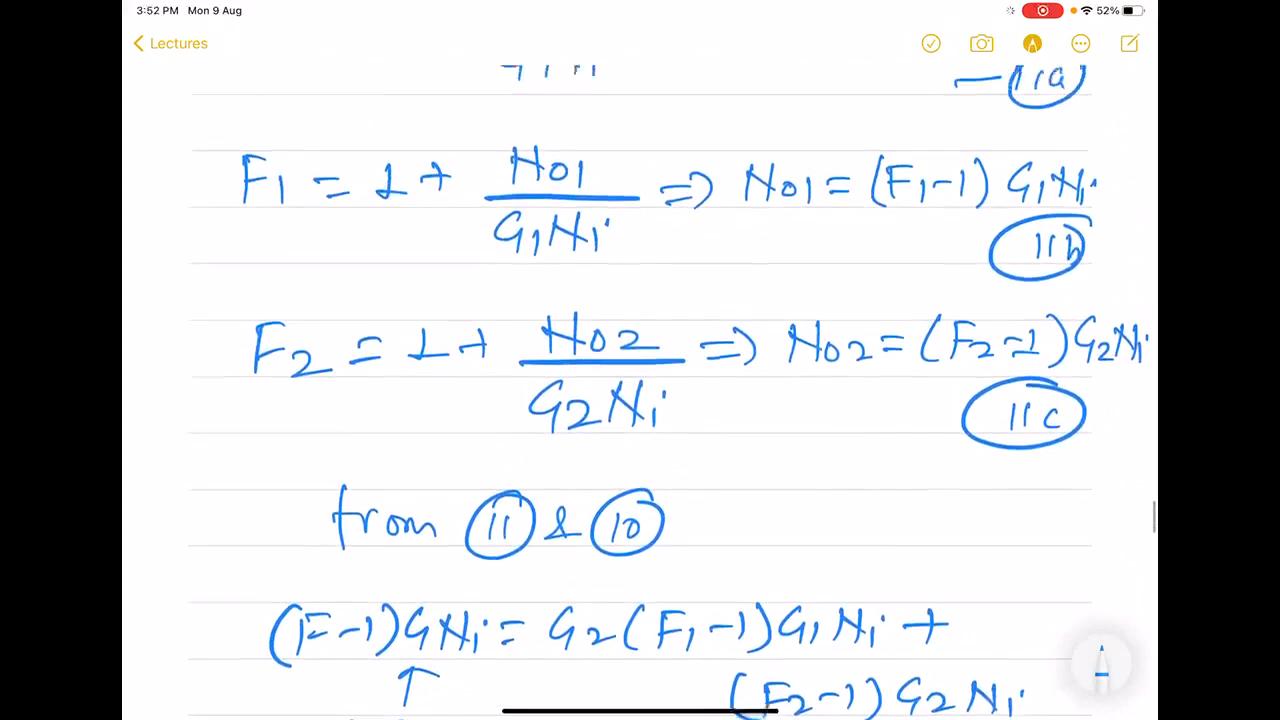 3:52 PM Mon 9 Aug
52%
Lectures
11a
F1 = 1 + No1 / G1Ni => No1 = (F1-1) G1Ni
11b
F2 = 1 + No2 / G2Ni => No2 = (F2-1) G2Ni
11c
from 11 & 10
(F-1) G Ni = G2 (F1-1) G1 Ni +
(F2-1) G2 Ni